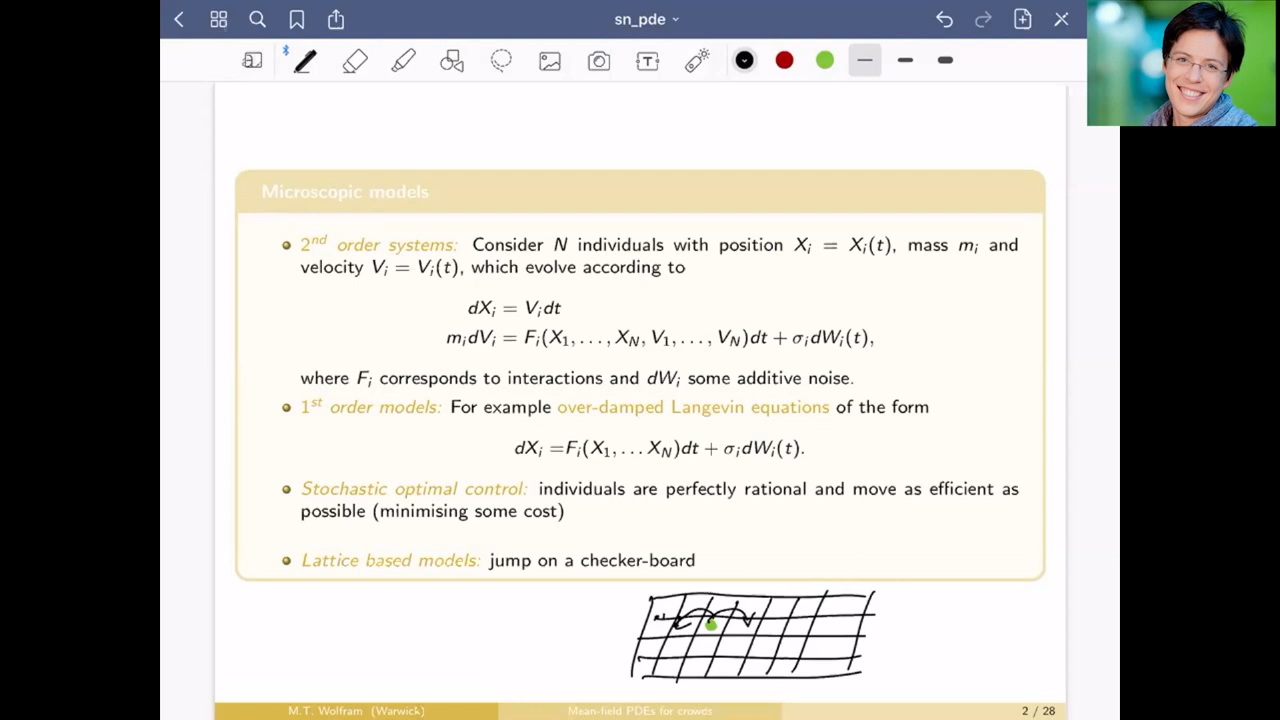 sn_pde
Microscopic models
2nd order systems: Consider N individuals with position Xi = Xi(t), mass mi and
velocity Vi = Vi(t), which evolve according to
dXi = Vidt
midVi = Fi(X1, . . . , XN, V1, . . . , VN)dt + σidWi(t),
where Fi corresponds to interactions and dWi some additive noise.
1st order models: For example over-damped Langevin equations of the form
dXi =Fi(X1, . . . XN)dt + σidWi(t).
Stochastic optimal control: individuals are perfectly rational and move as efficient as
possible (minimising some cost)
Lattice based models: jump on a checker-board
M.T. Wolfram (Warwick) Mean-field PDEs for crowds 2 / 28